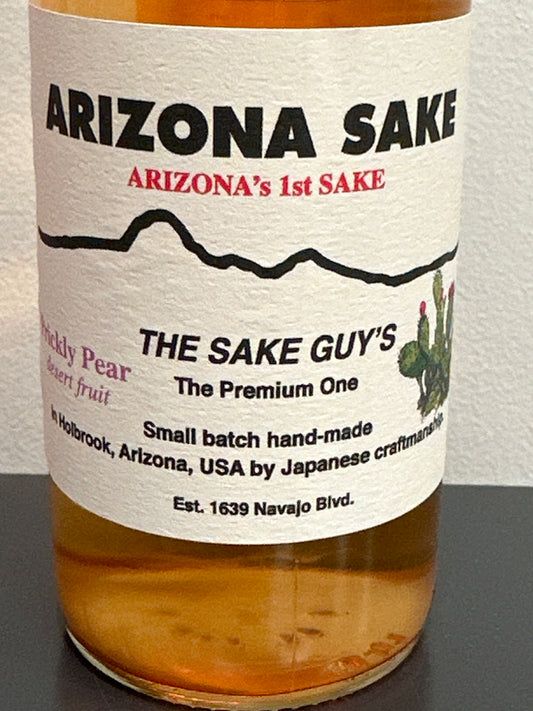 ARIZONA SAKE
ARIZONA's 1st SAKE
THE SAKE GUY'S
The Premium One
Prickly Pear
desert fruit
Small batch hand-made
In Holbrook, Arizona, USA by Japanese craftmanship.
Est. 1639 Navajo Blvd.